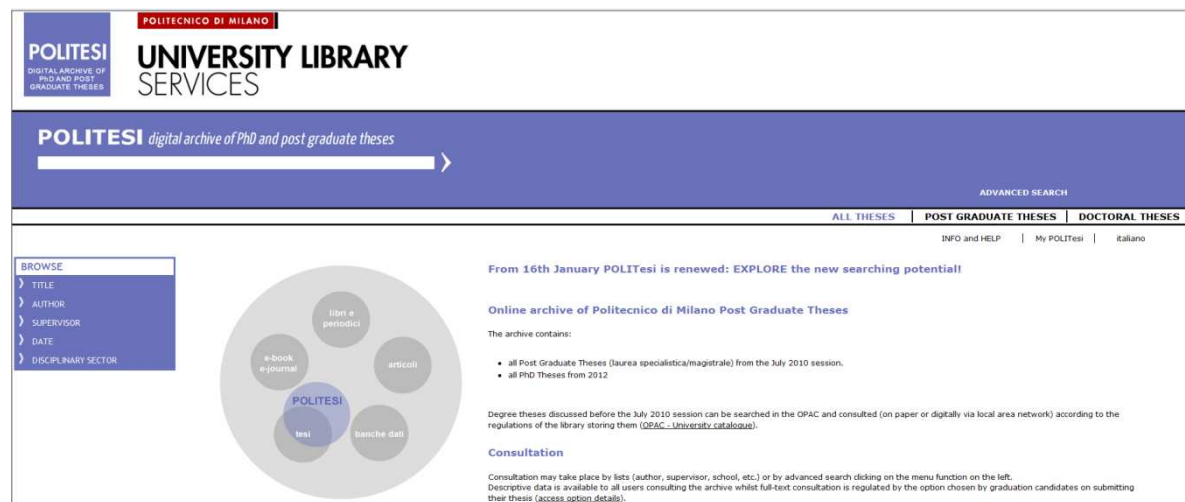 POLITECNICO DI MILANO
POLITESI
DIGITAL ARCHIVE OF
PhD AND POST
GRADUATE THESES
UNIVERSITY LIBRARY
SERVICES
POLITESI digital archive of PhD and post graduate theses
ADVANCED SEARCH
ALL THESES | POST GRADUATE THESES | DOCTORAL THESES
INFO and HELP | My POLITesi | italiano
BROWSE
TITLE
AUTHOR
SUPERVISOR
DATE
DISCIPLINARY SECTOR
libri e
periodici
e-book
e-journal
articoli
POLITESI
tesi
banche dati
From 16th January POLITesi is renewed: EXPLORE the new searching potential!
Online archive of Politecnico di Milano Post Graduate Theses
The archive contains:
• all Post Graduate Theses (laurea specialistica/magistrale) from the July 2010 session.
• all PhD Theses from 2012
Degree theses discussed before the July 2010 session can be searched in the OPAC and consulted (on paper or digitally via local area network) according to the
regulations of the library storing them (OPAC - University catalogue).
Consultation
Consultation may take place by lists (author, supervisor, school, etc.) or by advanced search clicking on the menu function on the left.
Descriptive data is available to all users consulting the archive whilst full-text consultation is regulated by the option chosen by graduation candidates on submitting
their thesis (access option details).